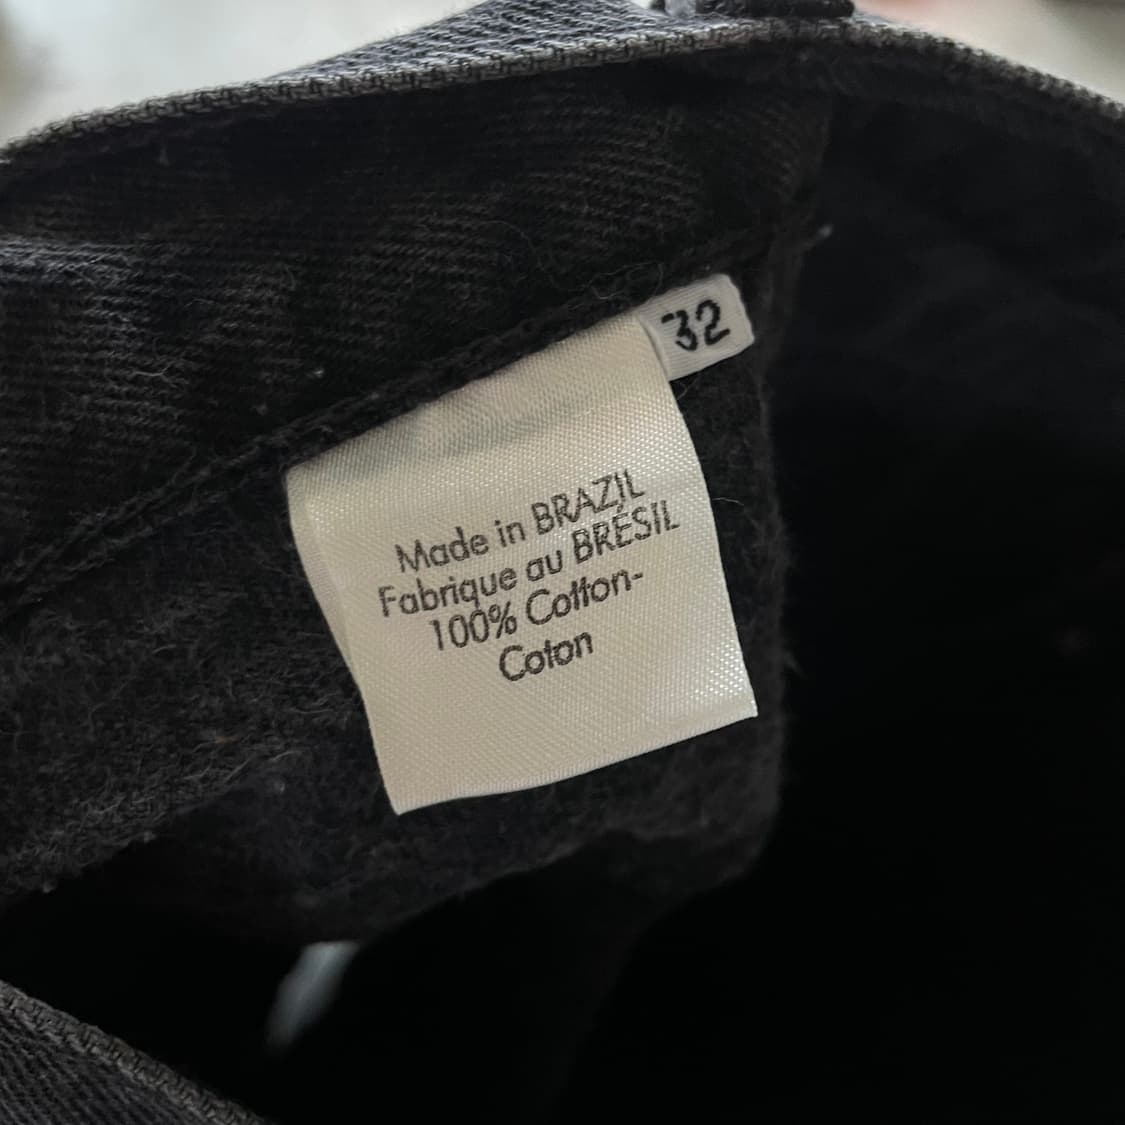 32
Made in BRAZIL
Fabrique au BRÉSIL
100% Cotton-
Coton